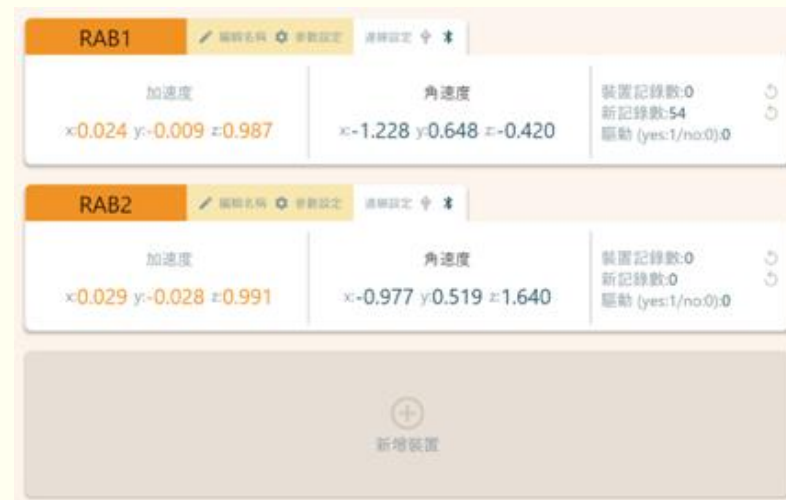 RAB1 編輯名稱 參數設定 連線設定
加速度
x:0.024 y:-0.009 z:0.987
角速度
x:-1.228 y:0.648 z:-0.420
裝置記錄數:0
新記錄數:54
驅動 (yes:1/no:0):0
RAB2 編輯名稱 參數設定 連線設定
加速度
x:0.029 y:-0.028 z:0.991
角速度
x:-0.977 y:0.519 z:1.640
裝置記錄數:0
新記錄數:0
驅動 (yes:1/no:0):0
新增裝置